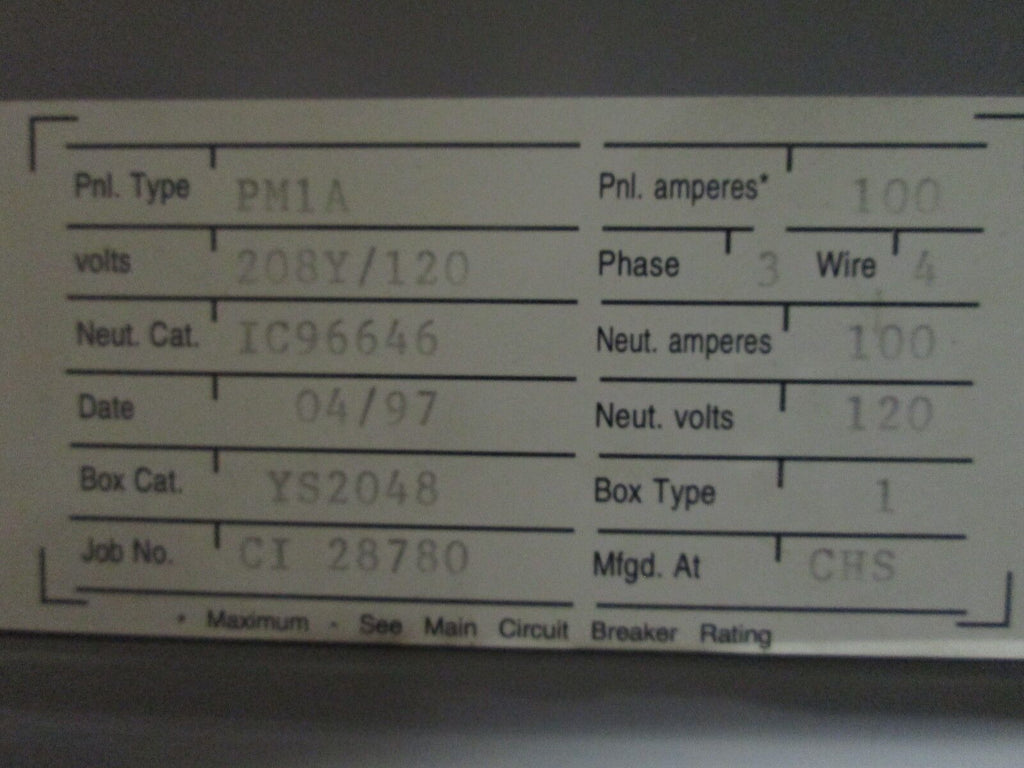 Pnl. Type PM1A Pnl. amperes* 100
volts 208Y/120 Phase 3 Wire 4
Neut. Cat. IC96646 Neut. amperes 100
Date 04/97 Neut. volts 120
Box Cat. YS2048 Box Type 1
Job No. CI 28780 Mfgd. At CHS
* Maximum - See Main Circuit Breaker Rating